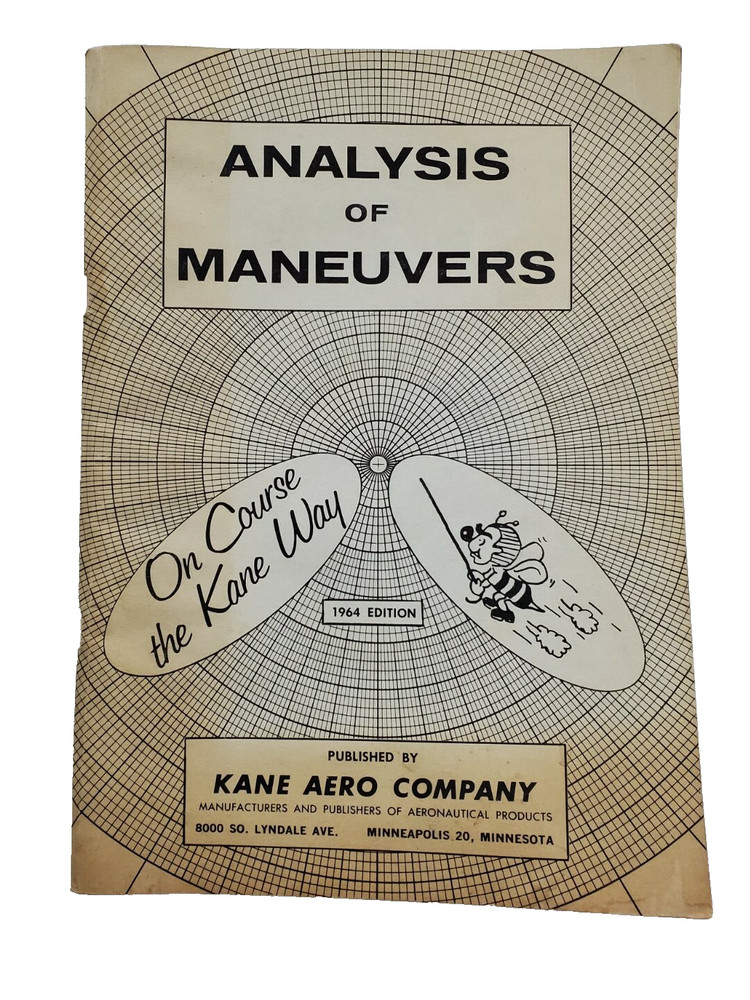 ANALYSIS
OF
MANEUVERS
On Course
the Kane Way
1964 EDITION
PUBLISHED BY
KANE AERO COMPANY
MANUFACTURERS AND PUBLISHERS OF AERONAUTICAL PRODUCTS
8000 SO. LYNDALE AVE. MINNEAPOLIS 20, MINNESOTA